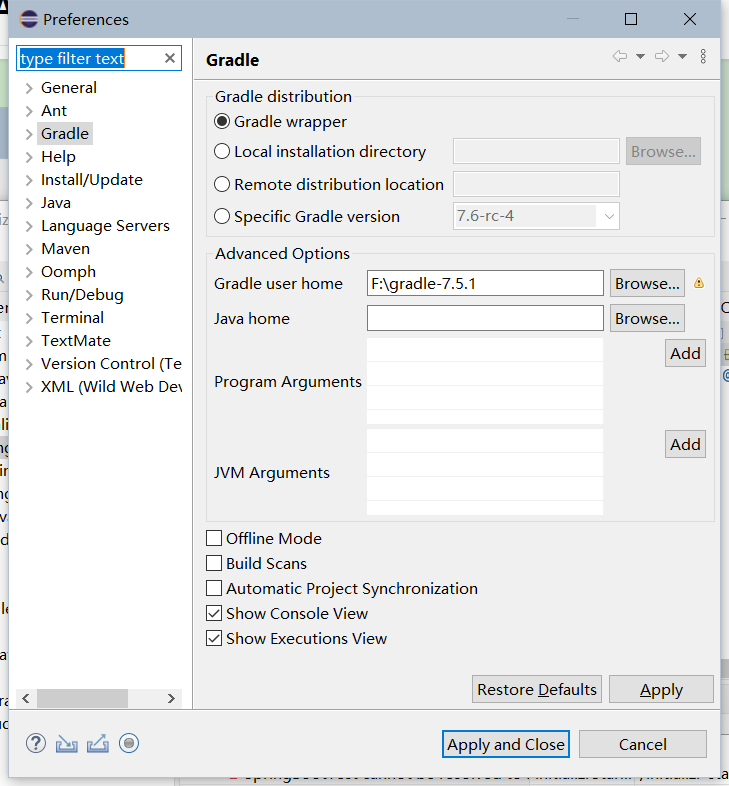 Preferences
type filter text
General
Ant
Gradle
Help
Install/Update
Java
Language Servers
Maven
Oomph
Run/Debug
Terminal
TextMate
Version Control (Te
XML (Wild Web Dev
Gradle
Gradle distribution
Gradle wrapper
Local installation directory
Browse...
Remote distribution location
Specific Gradle version
7.6-rc-4
Advanced Options
Gradle user home
F:\gradle-7.5.1
Browse...
Java home
Browse...
Program Arguments
Add
JVM Arguments
Add
Offline Mode
Build Scans
Automatic Project Synchronization
Show Console View
Show Executions View
Restore Defaults
Apply
Apply and Close
Cancel